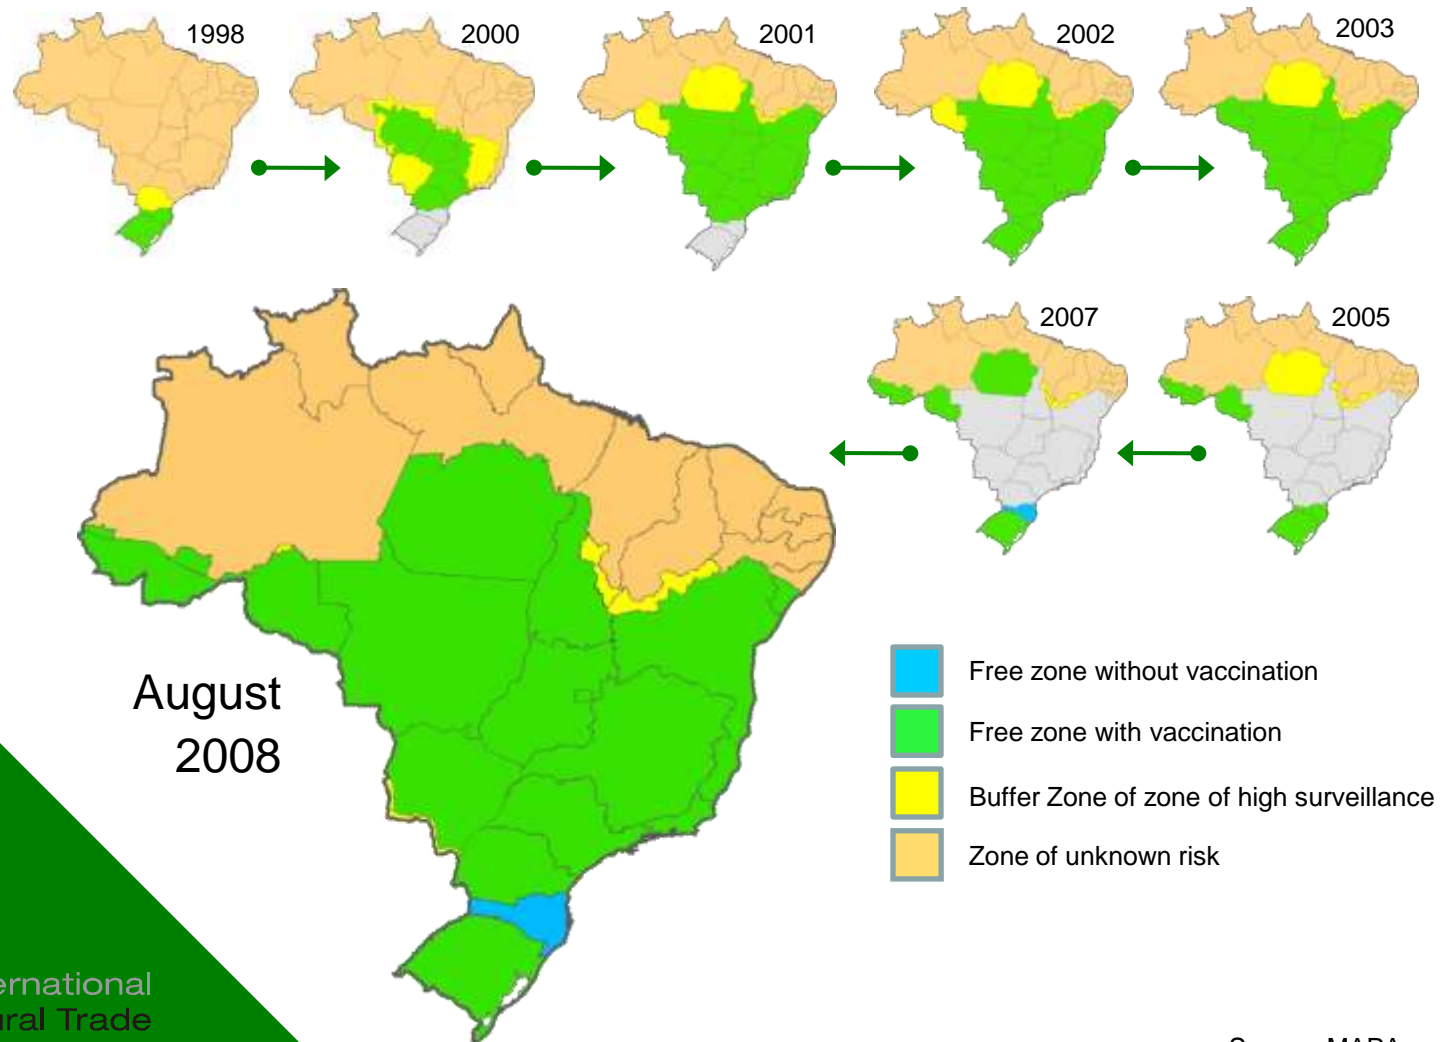 1998
2000
2001
2002
2003
2007
2005
August
2008
Free zone without vaccination
Free zone with vaccination
Buffer Zone of zone of high surveillance
Zone of unknown risk
ernational
ural Trade